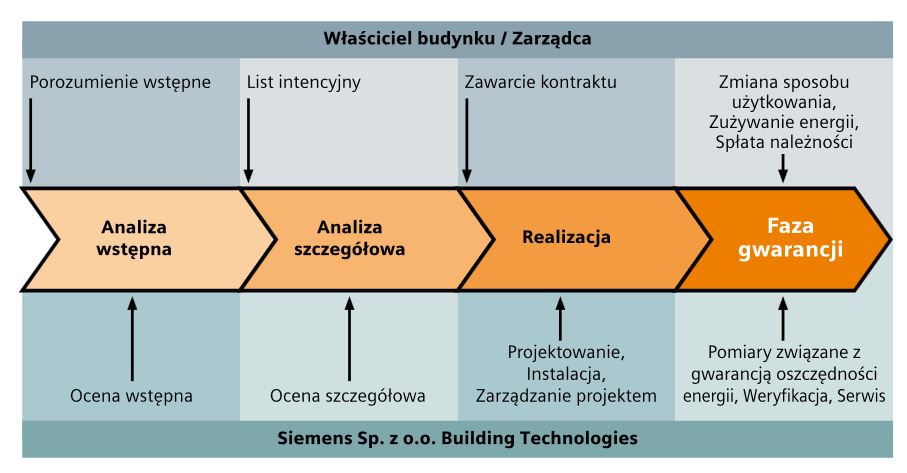 Właściciel budynku / Zarządca
Porozumienie wstępne
List intencyjny
Zawarcie kontraktu
Zmiana sposobu
użytkowania,
Zużywanie energii,
Spłata należności
Analiza
wstępna
Analiza
szczegółowa
Realizacja
Faza
gwarancji
Ocena wstępna
Ocena szczegółowa
Projektowanie,
Instalacja,
Zarządzanie projektem
Pomiary związane z
gwarancją oszczędności
energii, Weryfikacja, Serwis
Siemens Sp. z o.o. Building Technologies